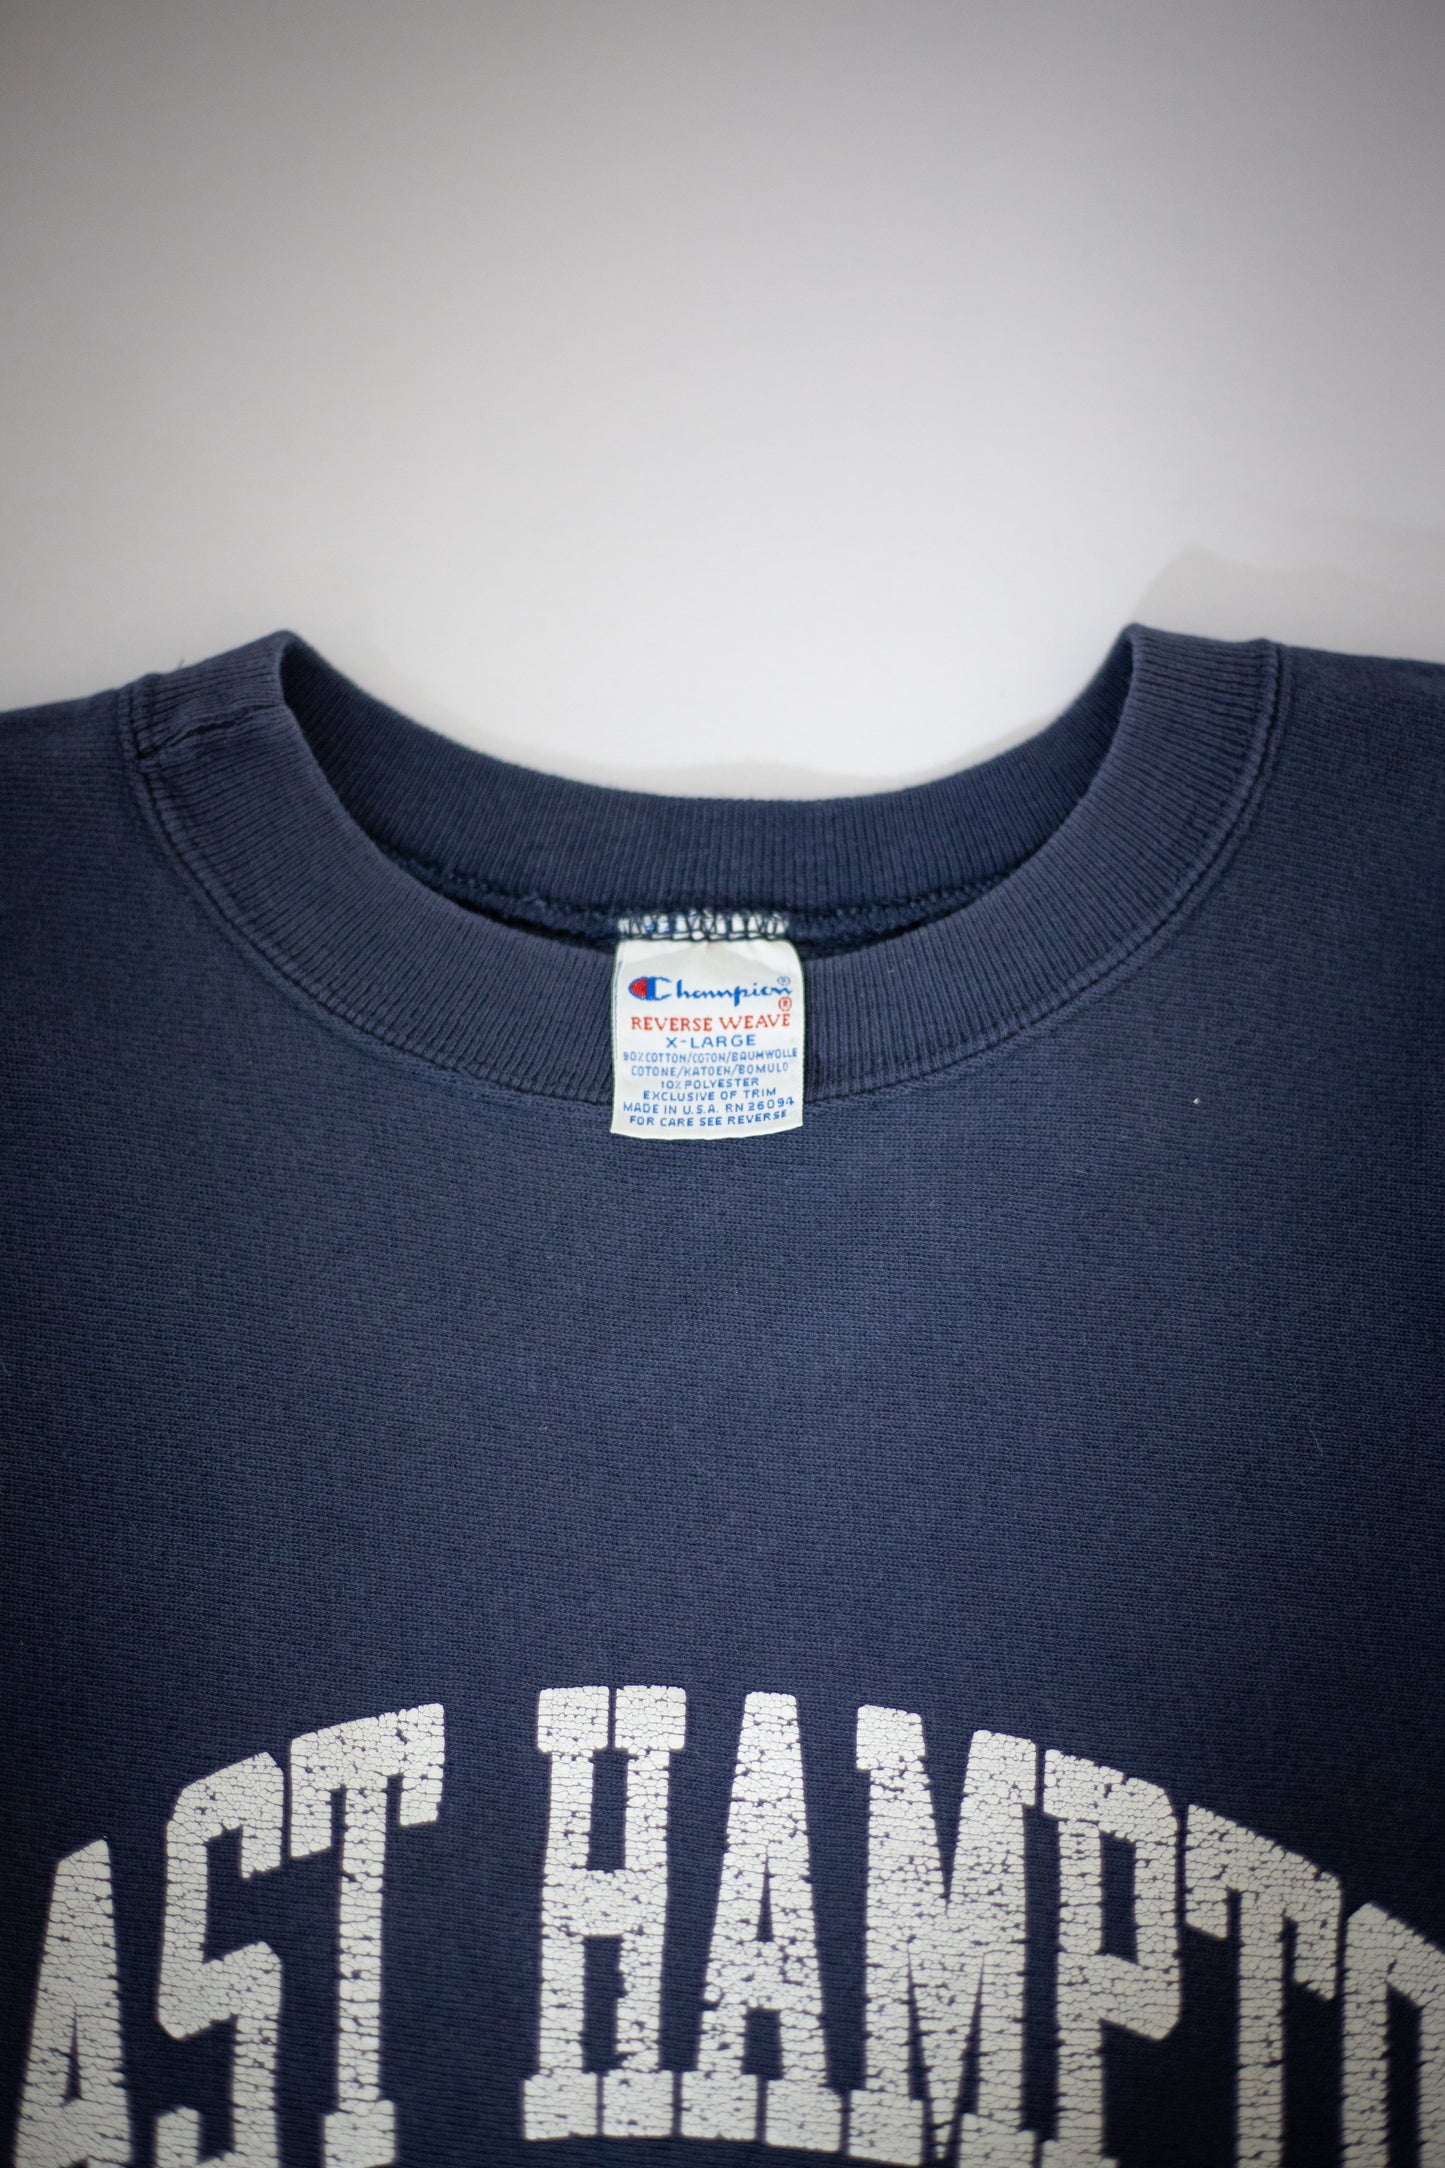 Champion®
REVERSE WEAVE®
X-LARGE
90% COTTON/COTON/BAUMWOLLE
COTONE/KATOEN/BOMULD
10% POLYESTER
EXCLUSIVE OF TRIM
MADE IN U.S.A. RN 26094
FOR CARE SEE REVERSE
AST HAMPTO